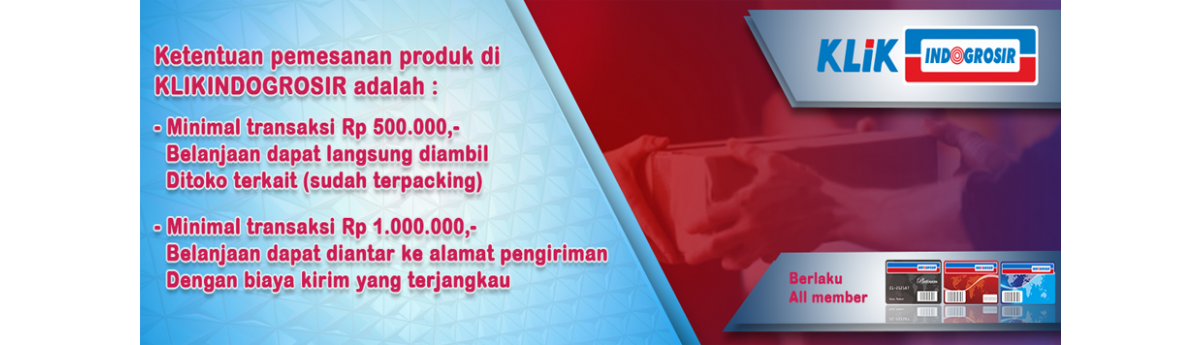 Ketentuan pemesanan produk di
KLIKINDOGROSIR adalah :
- Minimal transaksi Rp 500.000,-
Belanjaan dapat langsung diambil
Ditoko terkait (sudah terpacking)
- Minimal transaksi Rp 1.000.000,-
Belanjaan dapat diantar ke alamat pengiriman
Dengan biaya kirim yang terjangkau
KLiK INDOGROSIR
Berlaku
All member
Platinum